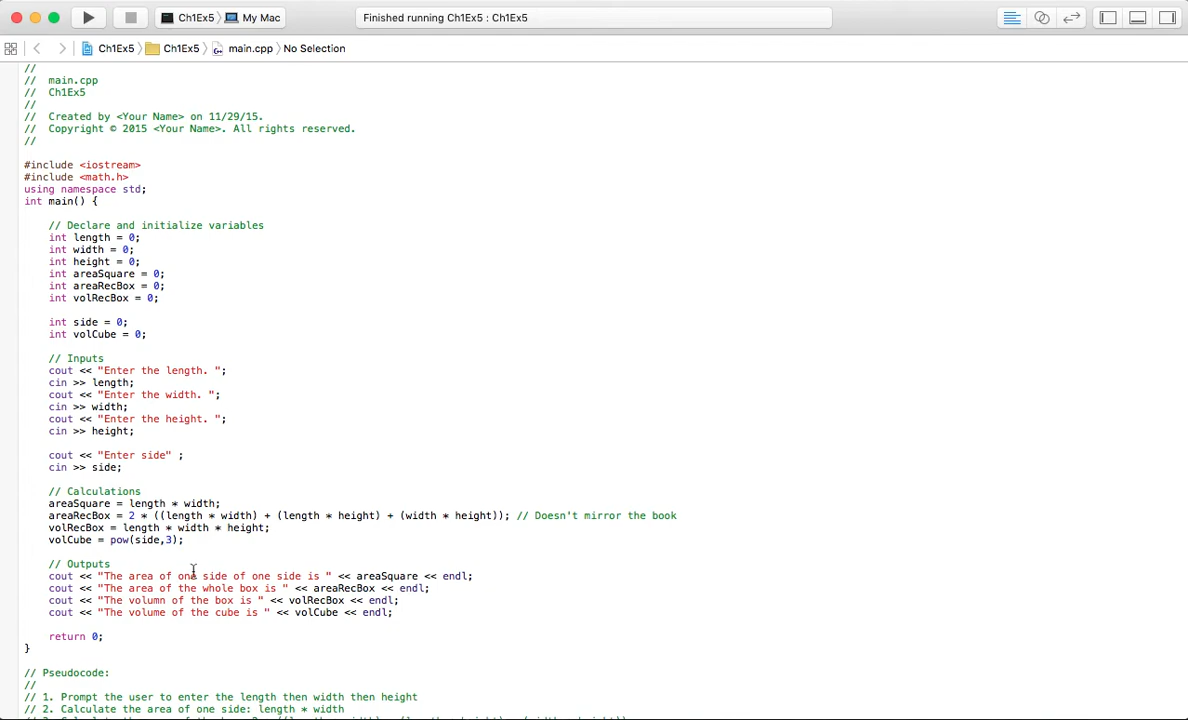 Ch1Ex5 My Mac
Finished running Ch1Ex5 : Ch1Ex5
Ch1Ex5 Ch1Ex5 main.cpp No Selection
//
// main.cpp
// Ch1Ex5
//
// Created by <Your Name> on 11/29/15.
// Copyright © 2015 <Your Name>. All rights reserved.
//
#include <iostream>
#include <math.h>
using namespace std;
int main() {
// Declare and initialize variables
int length = 0;
int width = 0;
int height = 0;
int areaSquare = 0;
int areaRecBox = 0;
int volRecBox = 0;
int side = 0;
int volCube = 0;
// Inputs
cout << "Enter the length. ";
cin >> length;
cout << "Enter the width. ";
cin >> width;
cout << "Enter the height. ";
cin >> height;
cout << "Enter side" ;
cin >> side;
// Calculations
areaSquare = length * width;
areaRecBox = 2 * ((length * width) + (length * height) + (width * height)); // Doesn't mirror the book
volRecBox = length * width * height;
volCube = pow(side,3);
// Outputs
cout << "The area of one side of one side is " << areaSquare << endl;
cout << "The area of the whole box is " << areaRecBox << endl;
cout << "The volumn of the box is " << volRecBox << endl;
cout << "The volume of the cube is " << volCube << endl;
return 0;
}
// Pseudocode:
//
// 1. Prompt the user to enter the length then width then height
// 2. Calculate the area of one side: length * width